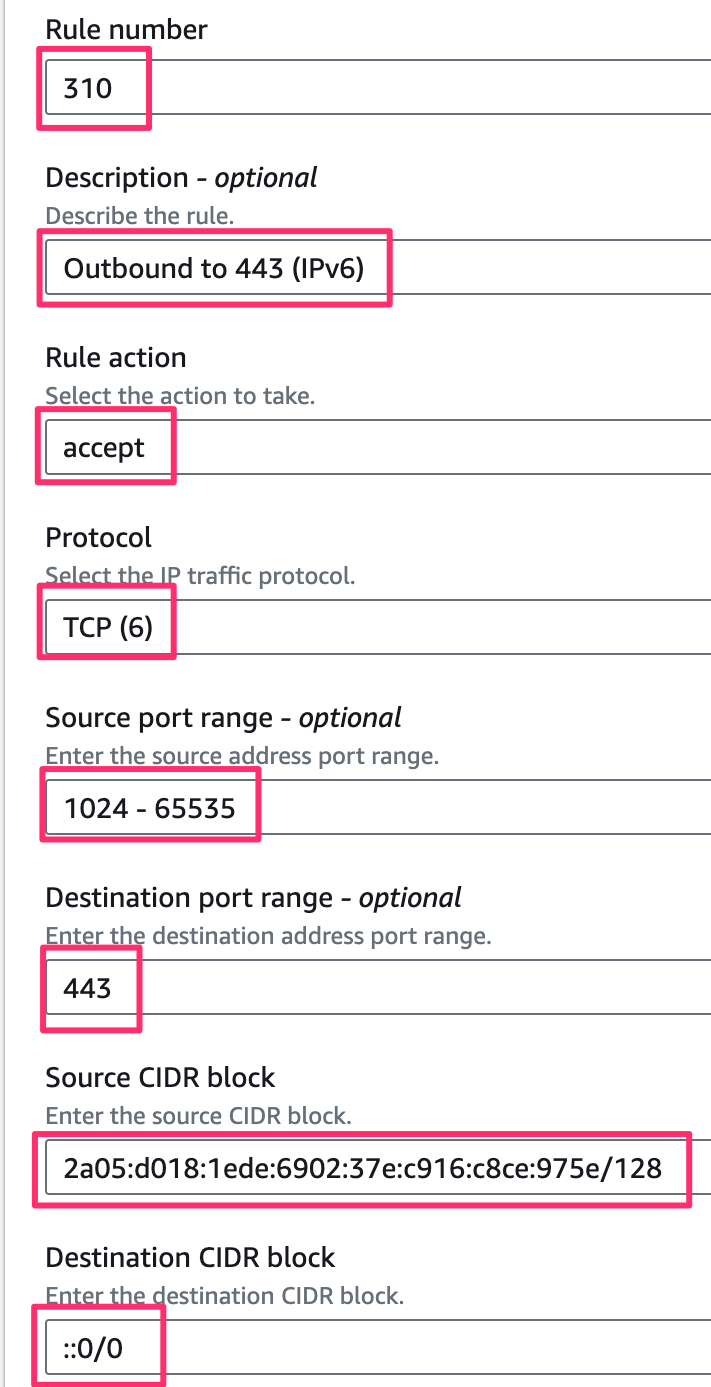 Rule number
310
Description - optional
Describe the rule.
Outbound to 443 (IPv6)
Rule action
Select the action to take.
accept
Protocol
Select the IP traffic protocol.
TCP (6)
Source port range - optional
Enter the source address port range.
1024 - 65535
Destination port range - optional
Enter the destination address port range.
443
Source CIDR block
Enter the source CIDR block.
2a05:d018:1ede:6902:37e:c916:c8ce:975e/128
Destination CIDR block
Enter the destination CIDR block.
::0/0